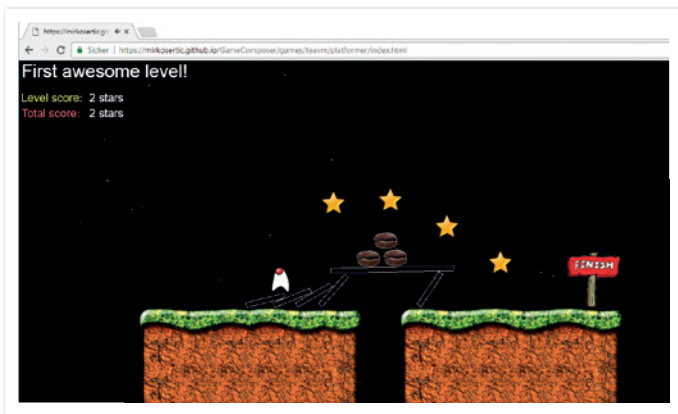 https://mirkosertic.git
Sicher | https://mirkosertic.github.io/GameComposer/games/teavm/platformer/index.html
First awesome level!
Level score: 2 stars
Total score: 2 stars
FINISH